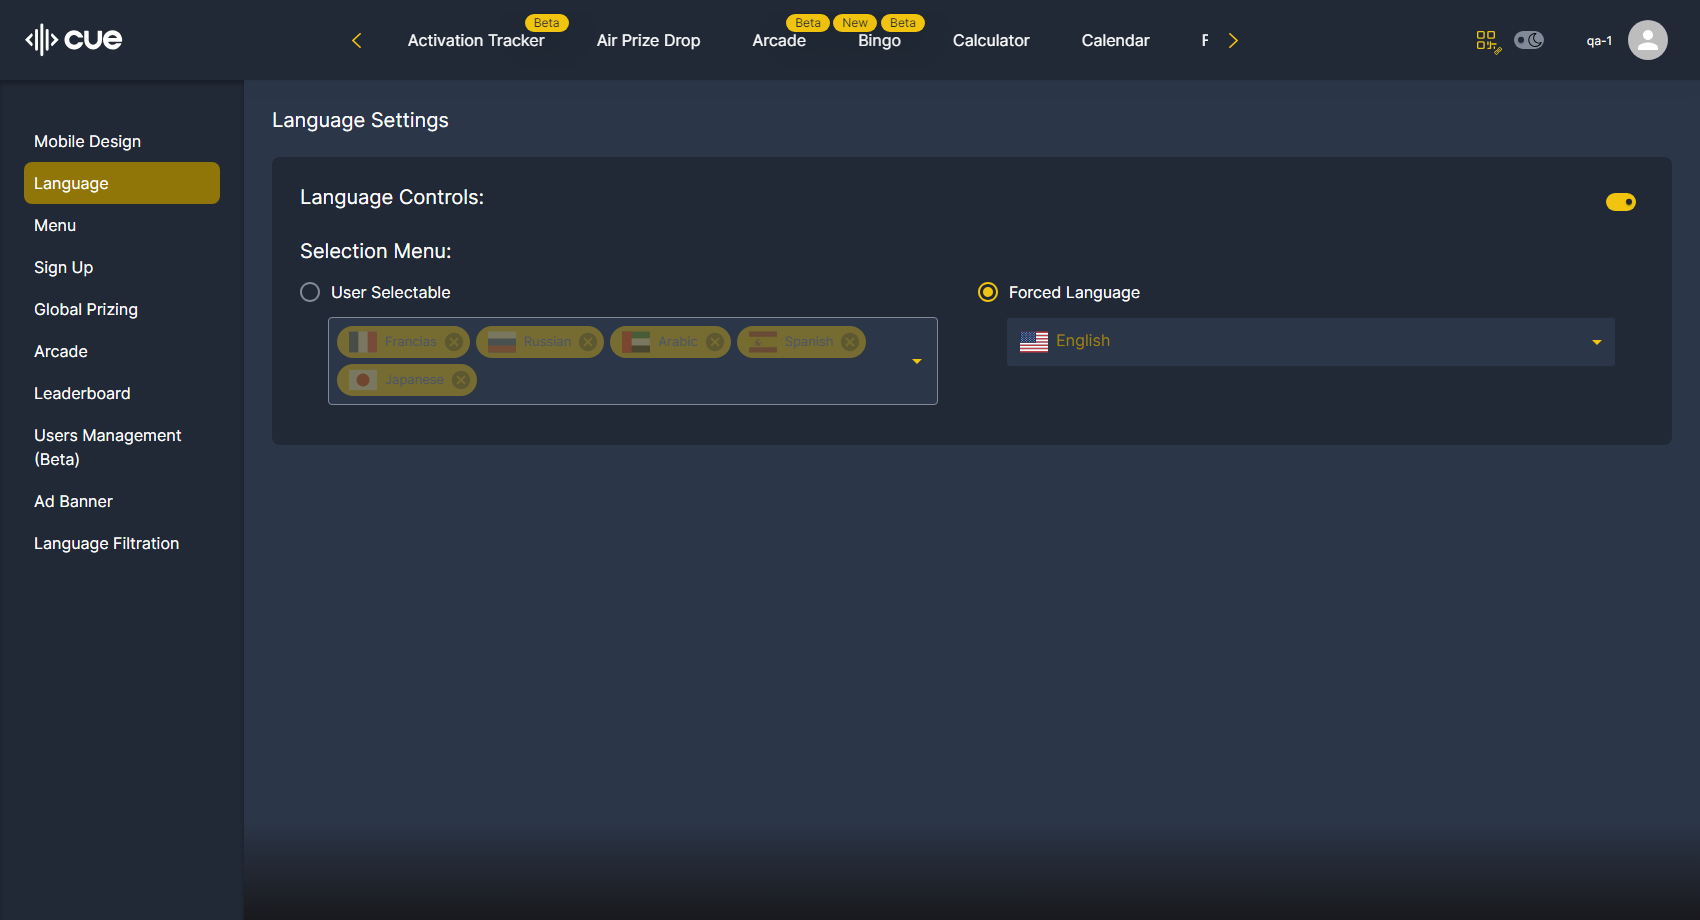 cue
Beta
Beta
New
Beta
Activation Tracker
Air Prize Drop
Arcade
Bingo
Calculator
Calendar
F
qa-1
Mobile Design
Language
Menu
Sign Up
Global Prizing
Arcade
Leaderboard
Users Management
(Beta)
Ad Banner
Language Filtration
Language Settings
Language Controls:
Selection Menu:
User Selectable
Francias
Russian
Arabic
Spanish
Japanese
Forced Language
English